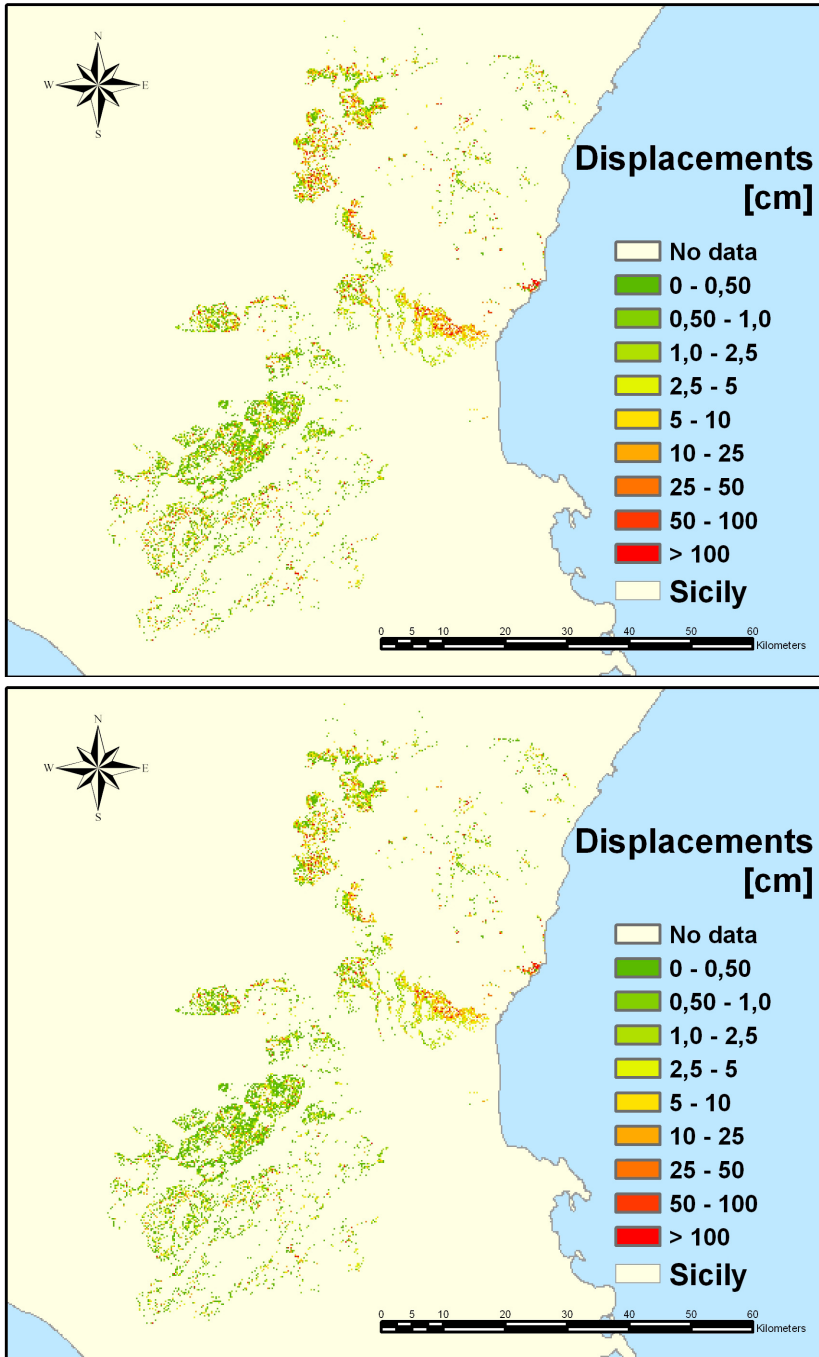 N
W E
S
Displacements
[cm]
No data
0 - 0,50
0,50 - 1,0
1,0 - 2,5
2,5 - 5
5 - 10
10 - 25
25 - 50
50 - 100
> 100
Sicily
0 5 10 20 30 40 50 60
Kilometers
N
W E
S
Displacements
[cm]
No data
0 - 0,50
0,50 - 1,0
1,0 - 2,5
2,5 - 5
5 - 10
10 - 25
25 - 50
50 - 100
> 100
Sicily
0 5 10 20 30 40 50 60
Kilometers